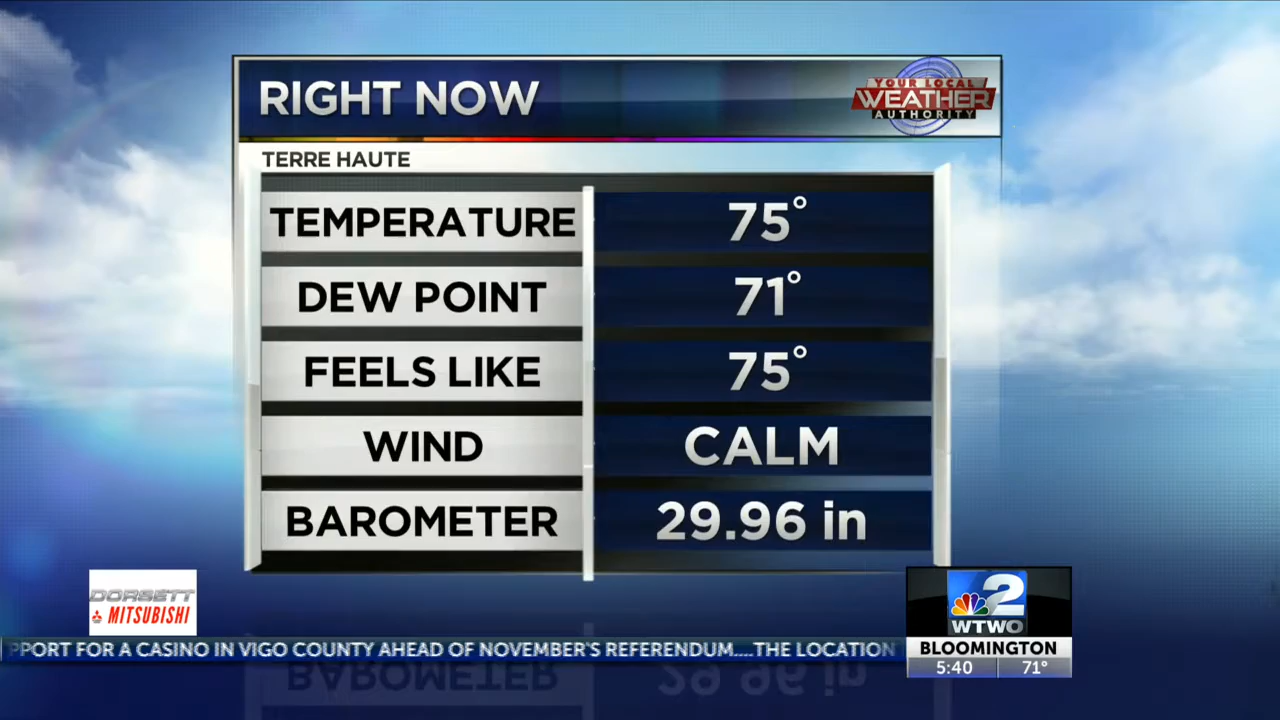 RIGHT NOW
YOUR LOCAL
WEATHER
AUTHORITY
TERRE HAUTE
TEMPERATURE 75°
DEW POINT 71°
FEELS LIKE 75°
WIND CALM
BAROMETER 29.96 in
DORSETT
MITSUBISHI
2
WTWO
PPORT FOR A CASINO IN VIGO COUNTY AHEAD OF NOVEMBER'S REFERENDUM....THE LOCATION
BLOOMINGTON
5:40 71°